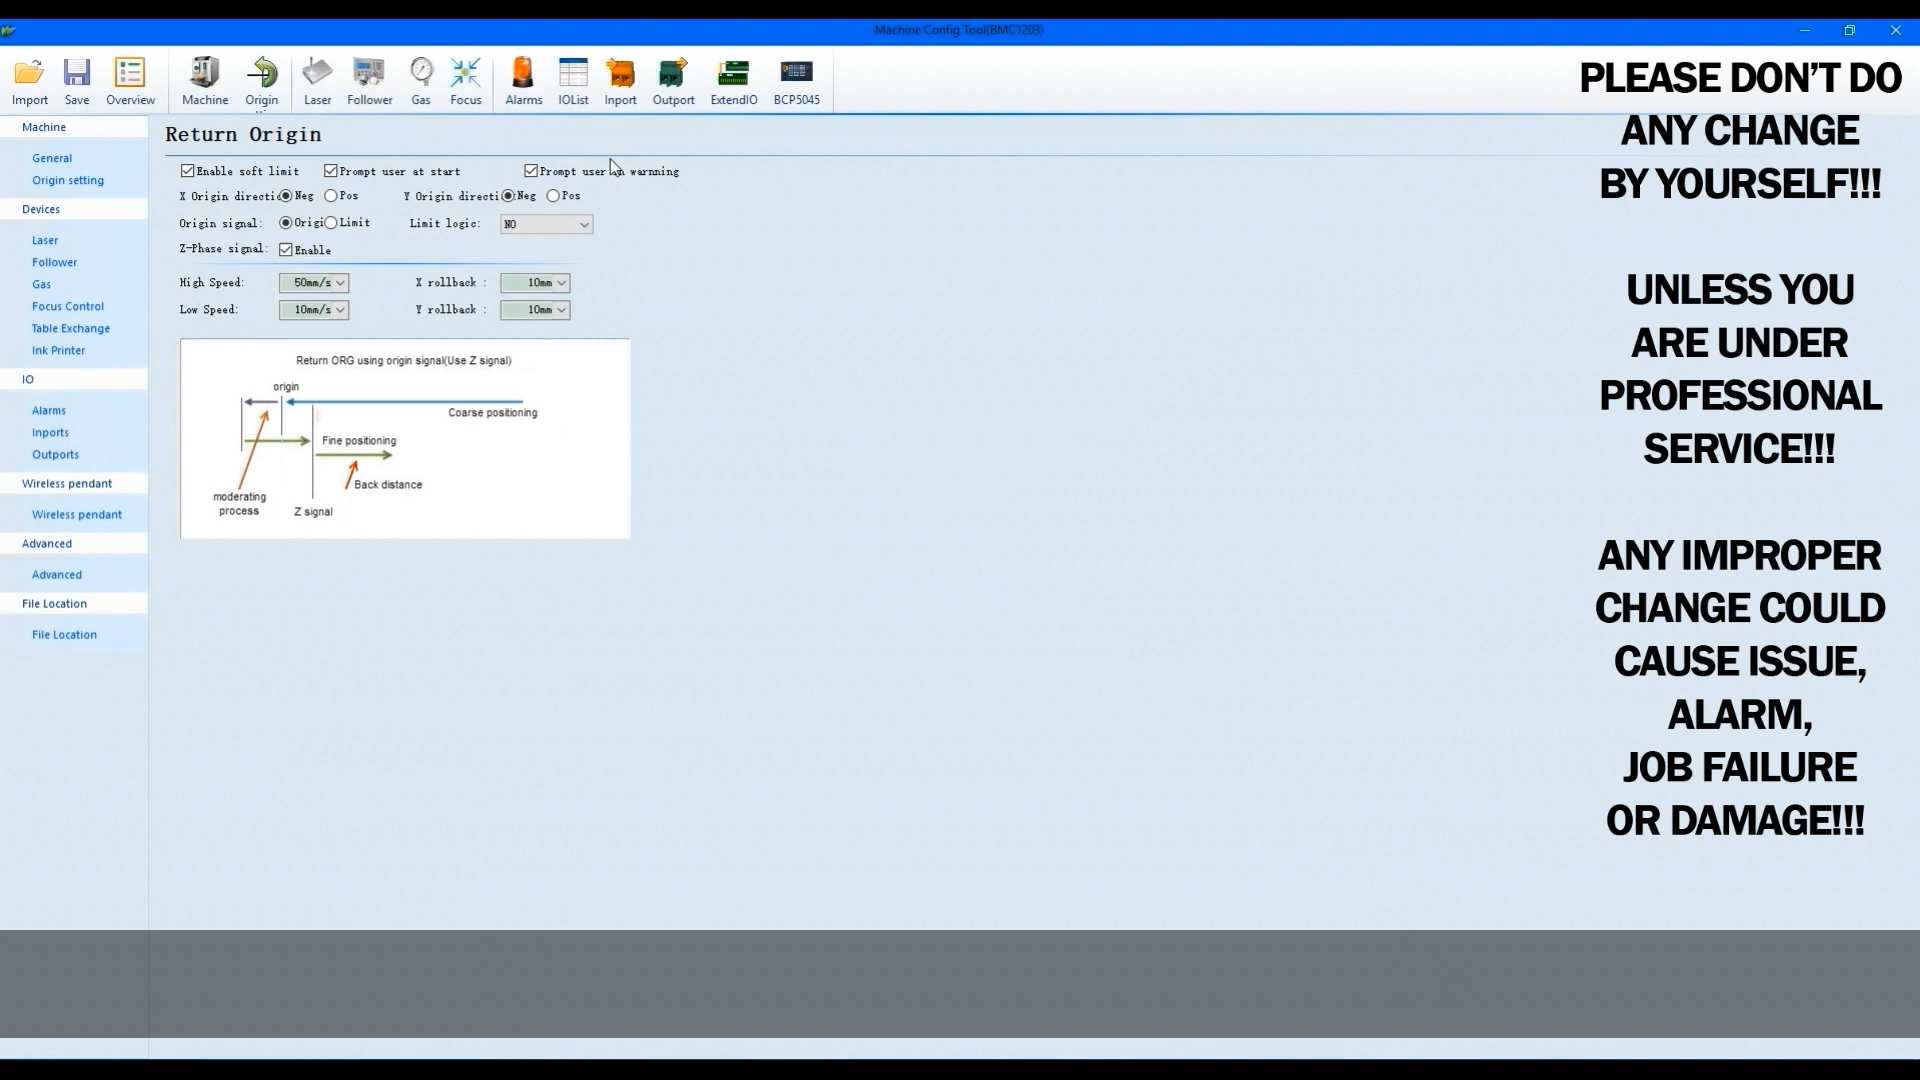 Machine Config Tool(BMC1203)
Import Save Overview Machine Origin Laser Follower Gas Focus Alarms IOList Inport Outport ExtendIO BCP5045
Machine
General
Origin setting
Devices
Laser
Follower
Gas
Focus Control
Table Exchange
Ink Printer
IO
Alarms
Inports
Outports
Wireless pendant
Wireless pendant
Advanced
Advanced
File Location
File Location
Return Origin
Enable soft limit Prompt user at start Prompt user warnning
X Origin directi Neg Pos Y Origin directi Neg Pos
Origin signal: Origi Limit Limit logic: NO
Z-Phase signal: Enable
High Speed: 50mm/s X rollback : 10mm
Low Speed: 10mm/s Y rollback : 10mm
Return ORG using origin signal(Use Z signal)
origin
Coarse positioning
Fine positioning
Back distance
moderating
process
Z signal
PLEASE DON'T DO
ANY CHANGE
BY YOURSELF!!!
UNLESS YOU
ARE UNDER
PROFESSIONAL
SERVICE!!!
ANY IMPROPER
CHANGE COULD
CAUSE ISSUE,
ALARM,
JOB FAILURE
OR DAMAGE!!!